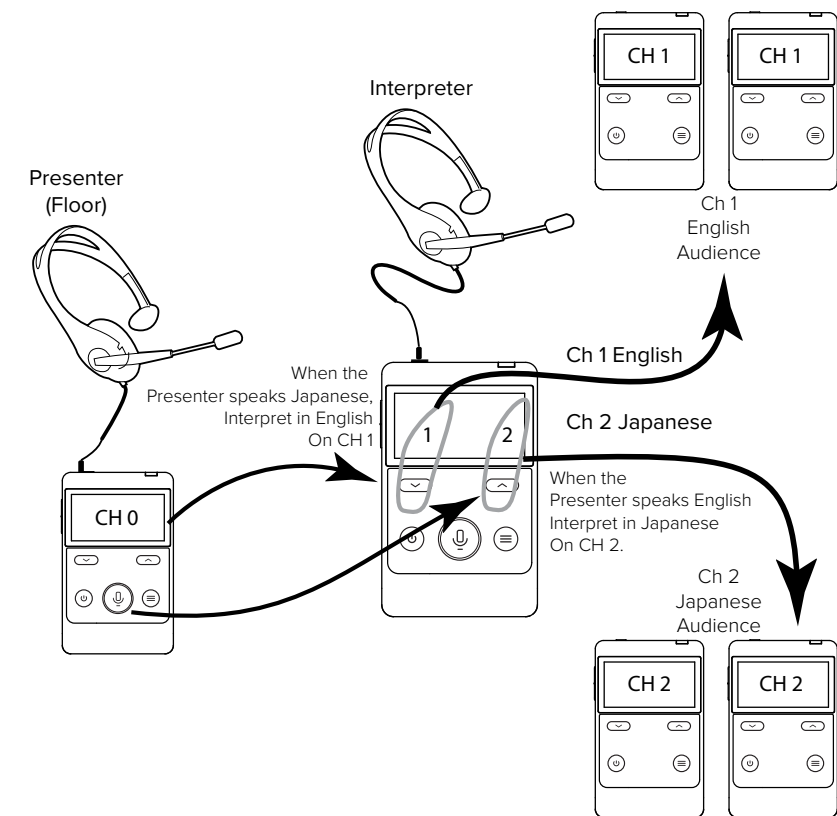 CH 1
CH 1
Interpreter
Presenter
(Floor)
Ch 1
English
Audience
When the
Presenter speaks Japanese,
Interpret in English
On CH 1
Ch 1 English
1
2
Ch 2 Japanese
When the
Presenter speaks English
Interpret in Japanese
On CH 2.
CH 0
Ch 2
Japanese
Audience
CH 2
CH 2